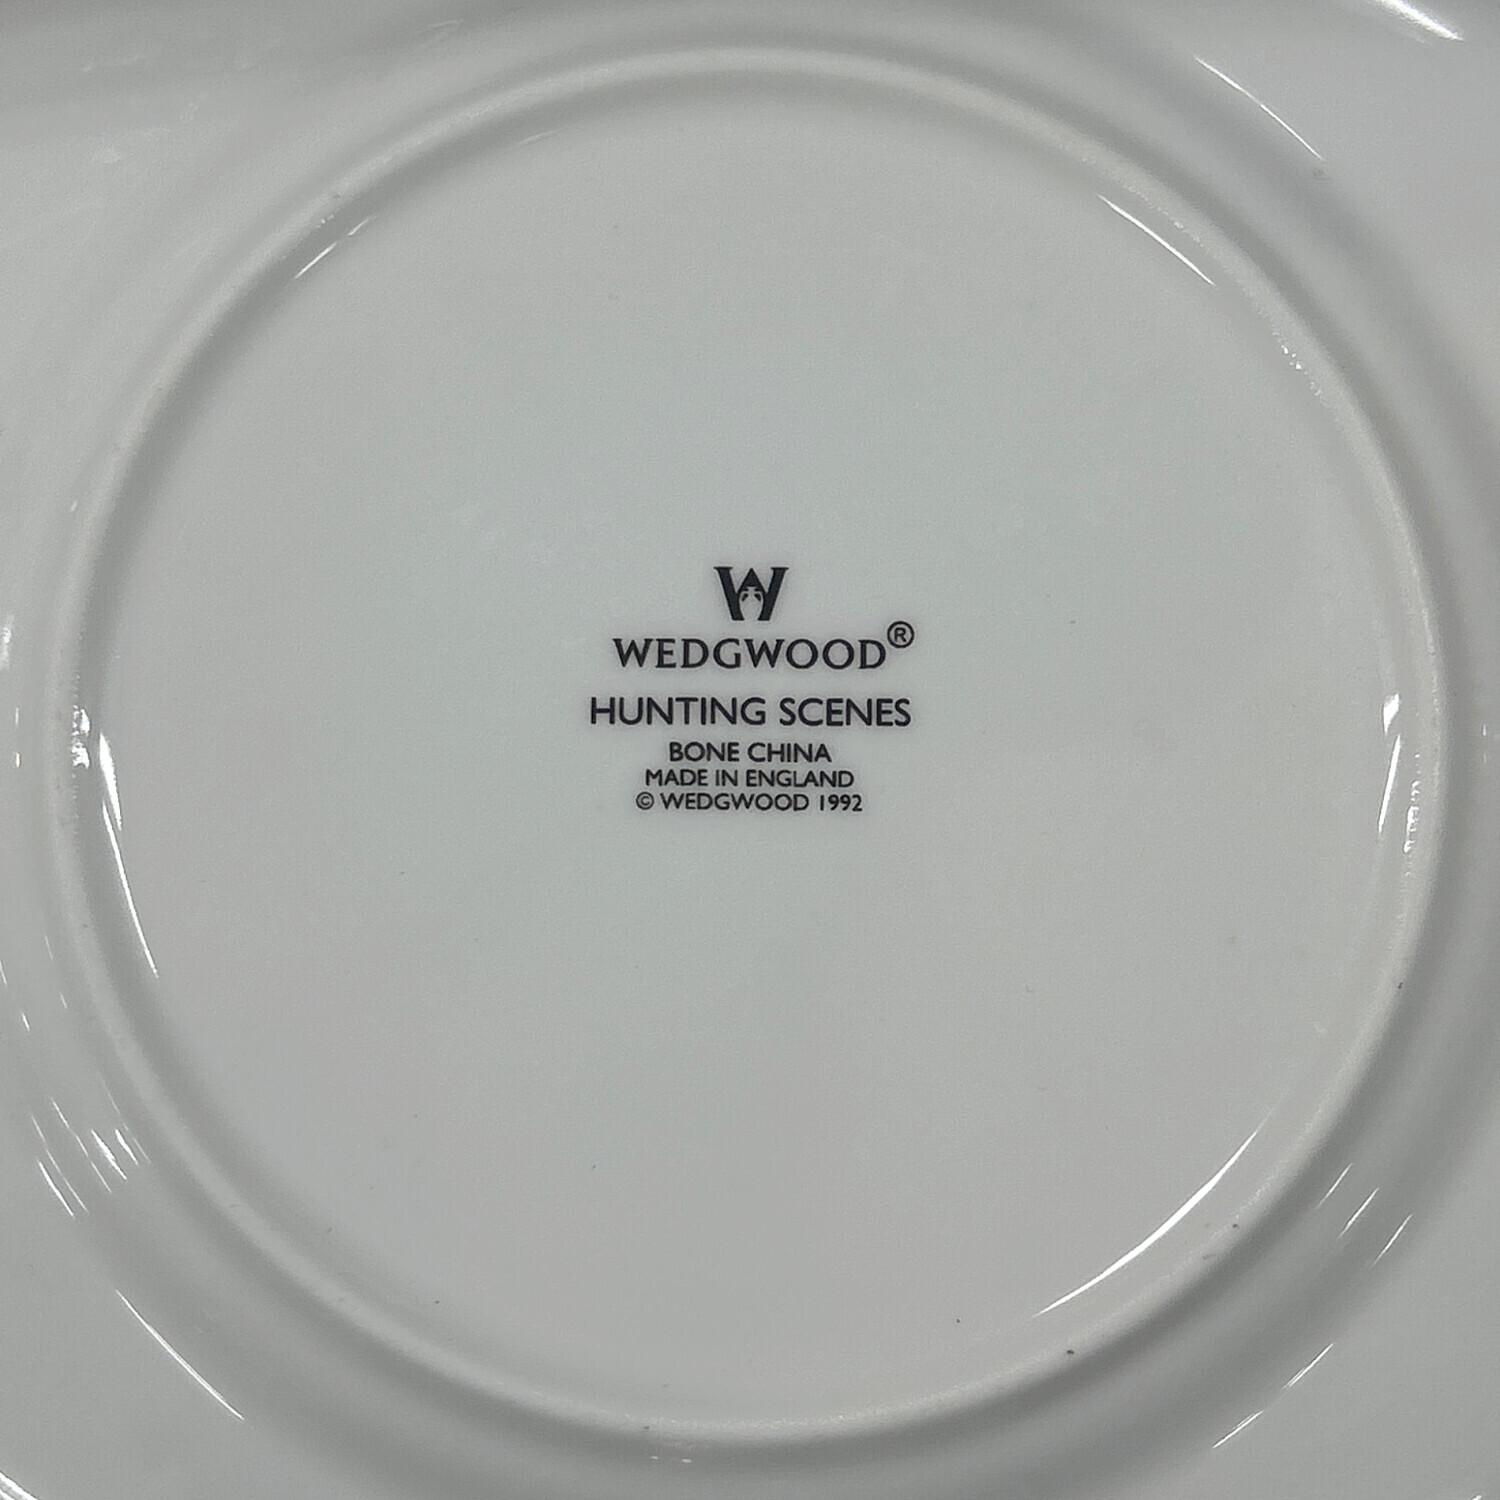 W
WEDGWOOD®
HUNTING SCENES
BONE CHINA
MADE IN ENGLAND
© WEDGWOOD 1992